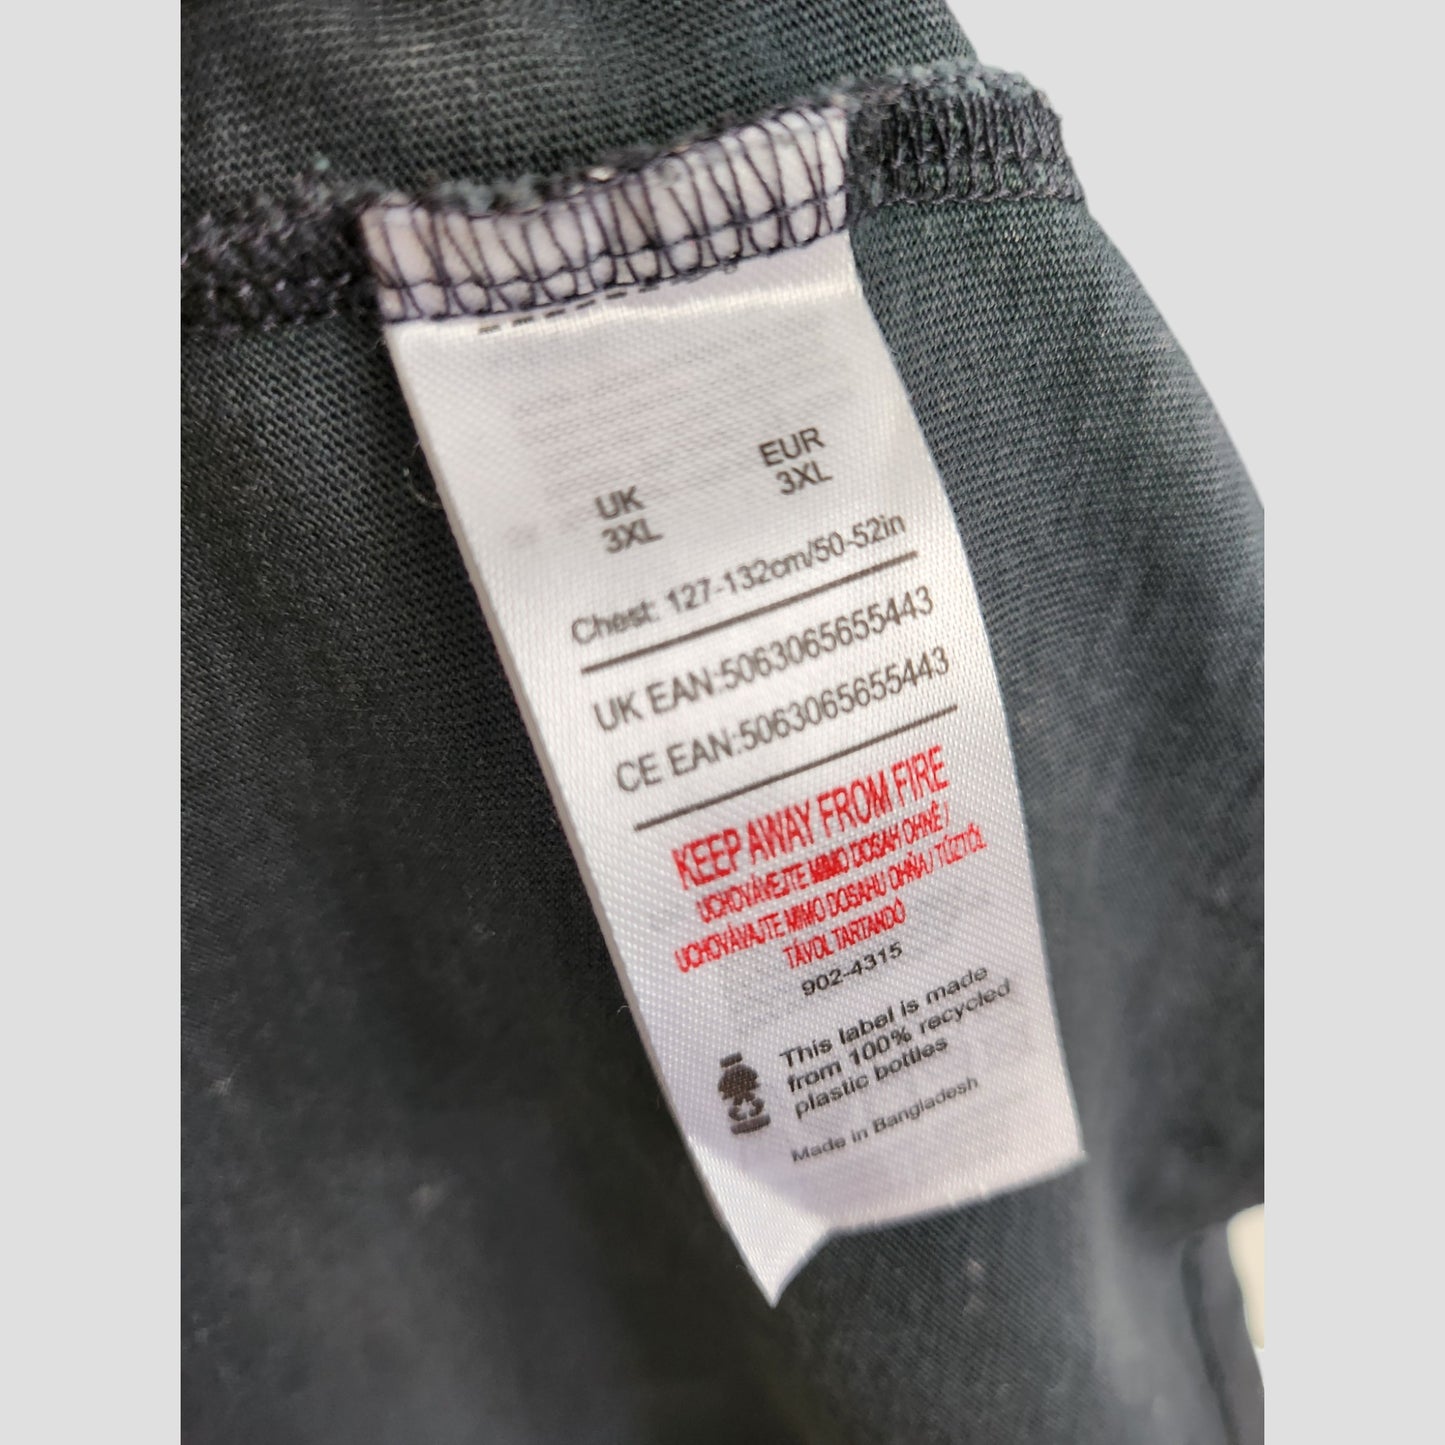 UK
3XL
EUR
3XL
Chest: 127-132cm/50-52in
UK EAN:5063065655443
CE EAN:5063065655443
KEEP AWAY FROM FIRE
UCHOVÁVEJTE MIMO DOSAH OHNĚ /
UCHOVÁVAJTE MIMO DOSAHU OHŇA / TŰZTŐL
TÁVOL TARTANDÓ
902-4315
This label is made
from 100% recycled
plastic bottles
Made in Bangladesh